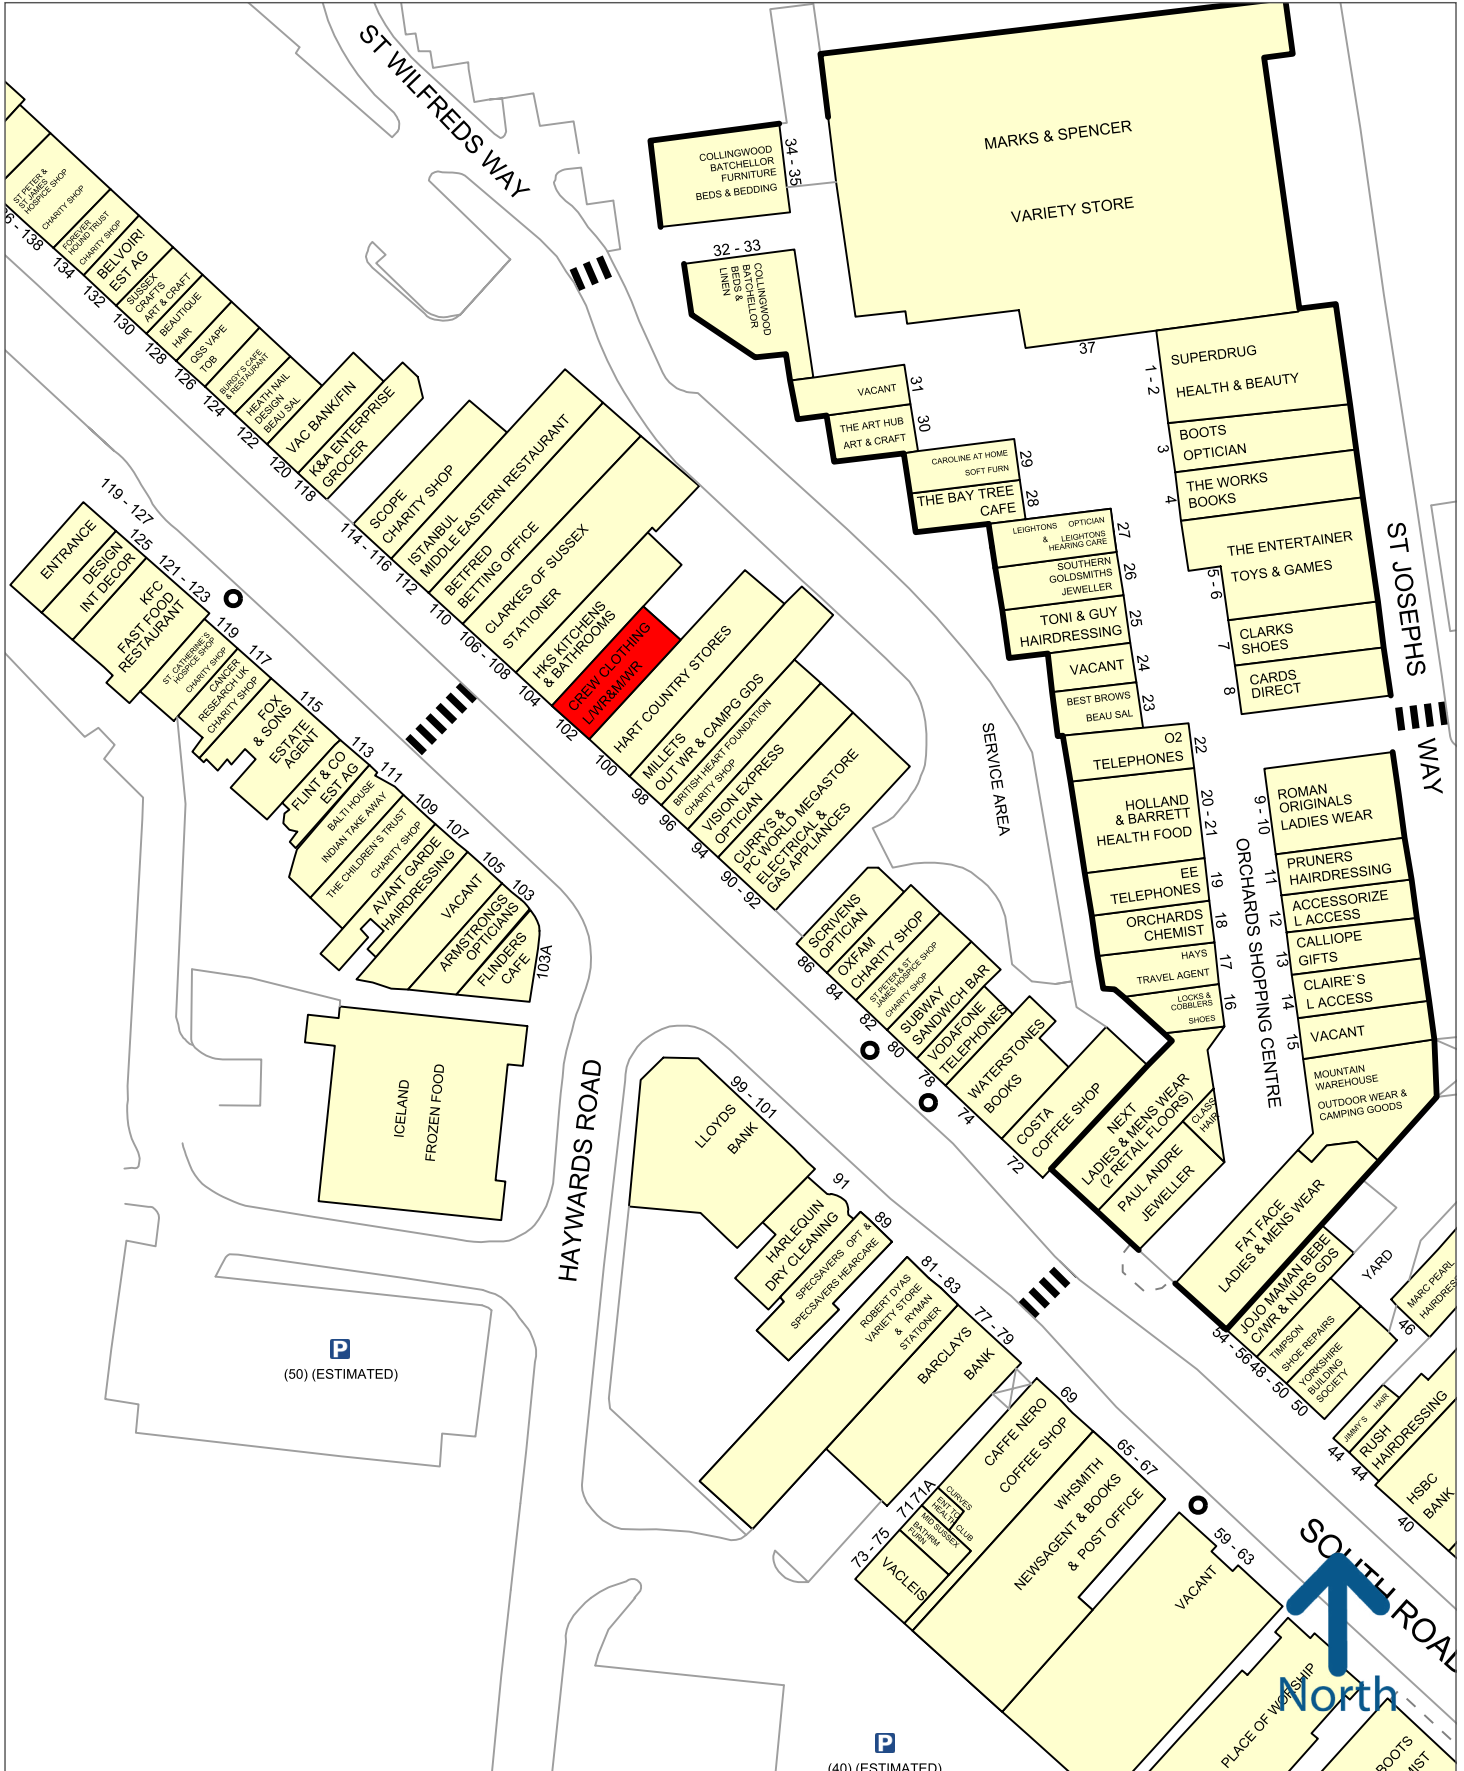 ST WILFREDS WAY
MARKS & SPENCER
VARIETY STORE
37
COLLINGWOOD
BATCHELLOR
FURNITURE
BEDS & BEDDING
34 - 35
32 - 33
COLLINGWOOD
BATCHELLOR
BEDS &
LINEN
VACANT
31
THE ART HUB
ART & CRAFT
30
CAROLINE AT HOME
SOFT FURN
29
THE BAY TREE
CAFE
28
LEIGHTONS OPTICIAN
& LEIGHTONS
HEARING CARE
27
SOUTHERN
GOLDSMITHS
JEWELLER
26
TONI & GUY
HAIRDRESSING
25
VACANT
24
BEST BROWS
BEAU SAL
23
O2
TELEPHONES
22
HOLLAND
& BARRETT
HEALTH FOOD
20 - 21
EE
TELEPHONES
19
ORCHARDS
CHEMIST
18
HAYS
TRAVEL AGENT
17
LOCKS &
COBBLERS
SHOES
16
SUPERDRUG
HEALTH & BEAUTY
1 - 2
BOOTS
OPTICIAN
3
THE WORKS
BOOKS
4
THE ENTERTAINER
TOYS & GAMES
5 - 6
CLARKS
SHOES
7
CARDS
DIRECT
8
ST JOSEPHS WAY
ROMAN
ORIGINALS
LADIES WEAR
9 - 10
PRUNERS
HAIRDRESSING
11
ACCESSORIZE
L ACCESS
12
CALLIOPE
GIFTS
13
CLAIRE`S
L ACCESS
14
VACANT
15
MOUNTAIN
WAREHOUSE
OUTDOOR WEAR &
CAMPING GOODS
ORCHARDS SHOPPING CENTRE
SERVICE AREA
ST PETER &
ST JAMES
HOSPICE SHOP
CHARITY SHOP
6 - 138
FOREVER
HOUND TRUST
CHARITY SHOP
134
BELVOIR!
EST AG
132
SUSSEX
CRAFTS
ART & CRAFT
130
BEAUTIQUE
HAIR
128
QSS VAPE
TOB
126
BURGY'S CAFE
& RESTAURANT
124
HEATH NAIL
DESIGN
BEAU SAL
122
VAC BANK/FIN
120
K&A ENTERPRISE
GROCER
118
SCOPE
CHARITY SHOP
114 - 116
ISTANBUL
MIDDLE EASTERN RESTAURANT
112
BETFRED
BETTING OFFICE
110
CLARKES OF SUSSEX
STATIONER
106 - 108
HKS KITCHENS
& BATHROOMS
104
CREW CLOTHING
L/WR&M/WR
102
HART COUNTRY STORES
100
MILLETS
OUT WR & CAMPG GDS
98
BRITISH HEART FOUNDATION
CHARITY SHOP
96
VISION EXPRESS
OPTICIAN
94
CURRYS &
PC WORLD MEGASTORE
ELECTRICAL &
GAS APPLIANCES
90 - 92
SCRIVENS
OPTICIAN
86
OXFAM
CHARITY SHOP
84
ST PETER & ST
JAMES HOSPICE SHOP
CHARITY SHOP
82
SUBWAY
SANDWICH BAR
80
VODAFONE
TELEPHONES
78
WATERSTONES
BOOKS
74
COSTA
COFFEE SHOP
72
NEXT
LADIES & MENS WEAR
(2 RETAIL FLOORS)
CLASS
HAIR
PAUL ANDRE
JEWELLER
FAT FACE
LADIES & MENS WEAR
JOJO MAMAN BEBE
C/WR & NURS GDS
54 - 56
TIMPSON
SHOE REPAIRS
48 - 50
YORKSHIRE
BUILDING
SOCIETY
50
YARD
MARC PEARL
HAIRDRES
46
JIMMY'S HAIR
44
RUSH
HAIRDRESSING
44
HSBC
BANK
40
119 - 127
ENTRANCE
DESIGN
INT DECOR
125
KFC
FAST FOOD
RESTAURANT
121 - 123
ST. CATHERINE'S
HOSPICE SHOP
CHARITY SHOP
119
CANCER
RESEARCH UK
CHARITY SHOP
117
FOX
& SONS
ESTATE
AGENT
115
FLINT & CO
EST AG
113
BALTI HOUSE
INDIAN TAKE AWAY
111
THE CHILDREN'S TRUST
CHARITY SHOP
109
AVANT GARDE
HAIRDRESSING
107
VACANT
105
ARMSTRONGS
OPTICIANS
103
FLINDERS
CAFE
103A
ICELAND
FROZEN FOOD
HAYWARDS ROAD
P
(50) (ESTIMATED)
LLOYDS
BANK
99 - 101
HARLEQUIN
DRY CLEANING
91
SPECSAVERS OPT &
SPECSAVERS HEARCARE
89
ROBERT DYAS
VARIETY STORE
& RYMAN
STATIONER
81 - 83
BARCLAYS
BANK
77 - 79
CAFFE NERO
COFFEE SHOP
69
CURVES
ENT TO
HEALTH CLUB
71A
MID SUSSEX
BATHRM
FURN
71
VACLEIS
73 - 75
WHSMITH
NEWSAGENT & BOOKS
& POST OFFICE
65 - 67
VACANT
59 - 63
PLACE OF WORSHIP
BOOTS
IST
SOUTH ROAD
North
P
(40) (ESTIMATED)